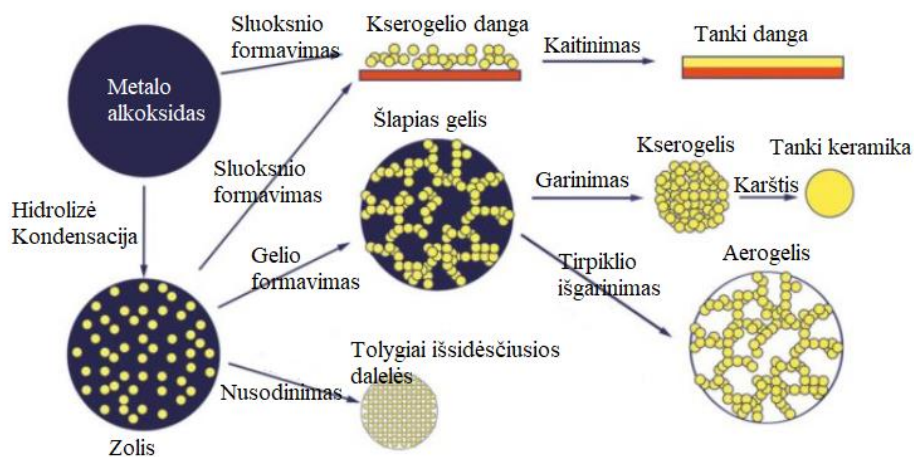 Sluoksnio
formavimas
Kserogelio danga
Kaitinimas
Tanki danga
Metalo
alkoksidas
Šlapias gelis
Sluoksnio
formavimas
Kserogelis
Tanki keramika
Garinimas
Karštis
Hidrolizė
Kondensacija
Gelio
formavimas
Tirpiklio
išgarinimas
Aerogelis
Tolygiai išsidėsčiusios
dalelės
Nusodinimas
Zolis